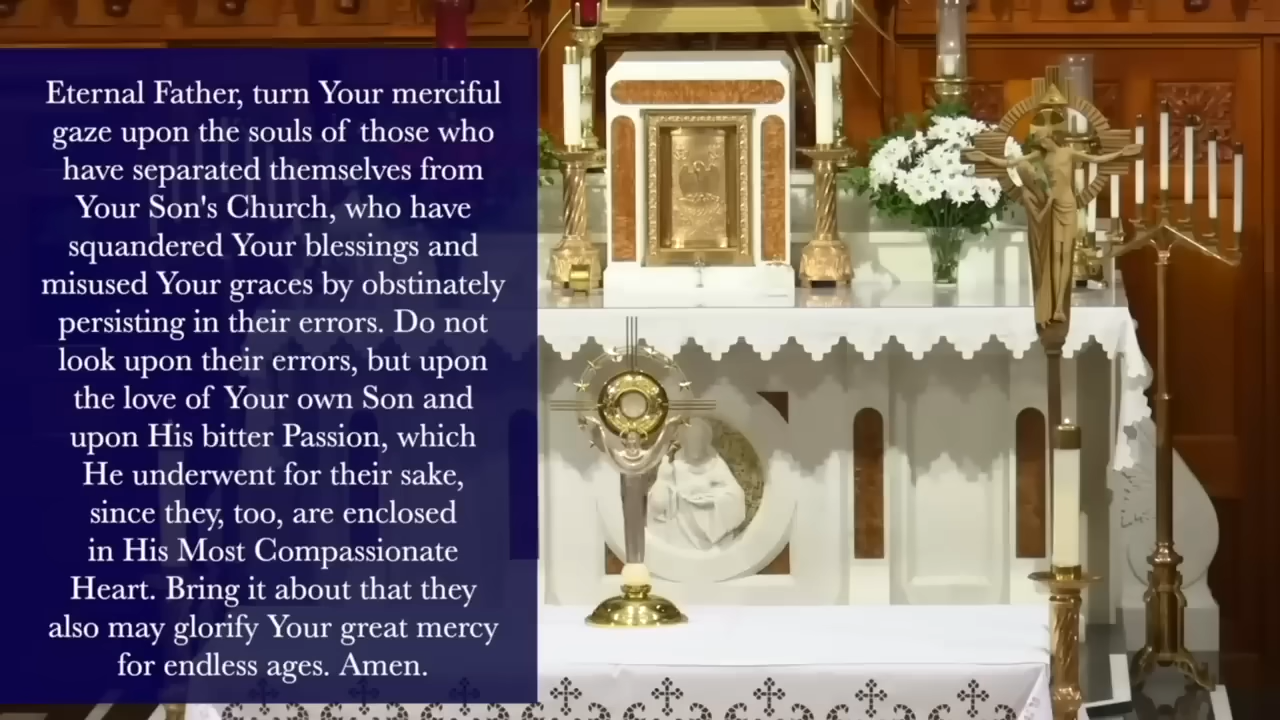 Eternal Father, turn Your merciful
gaze upon the souls of those who
have separated themselves from
Your Son's Church, who have
squandered Your blessings and
misused Your graces by obstinately
persisting in their errors. Do not
look upon their errors, but upon
the love of Your own Son and
upon His bitter Passion, which
He underwent for their sake,
since they, too, are enclosed
in His Most Compassionate
Heart. Bring it about that they
also may glorify Your great mercy
for endless ages. Amen.